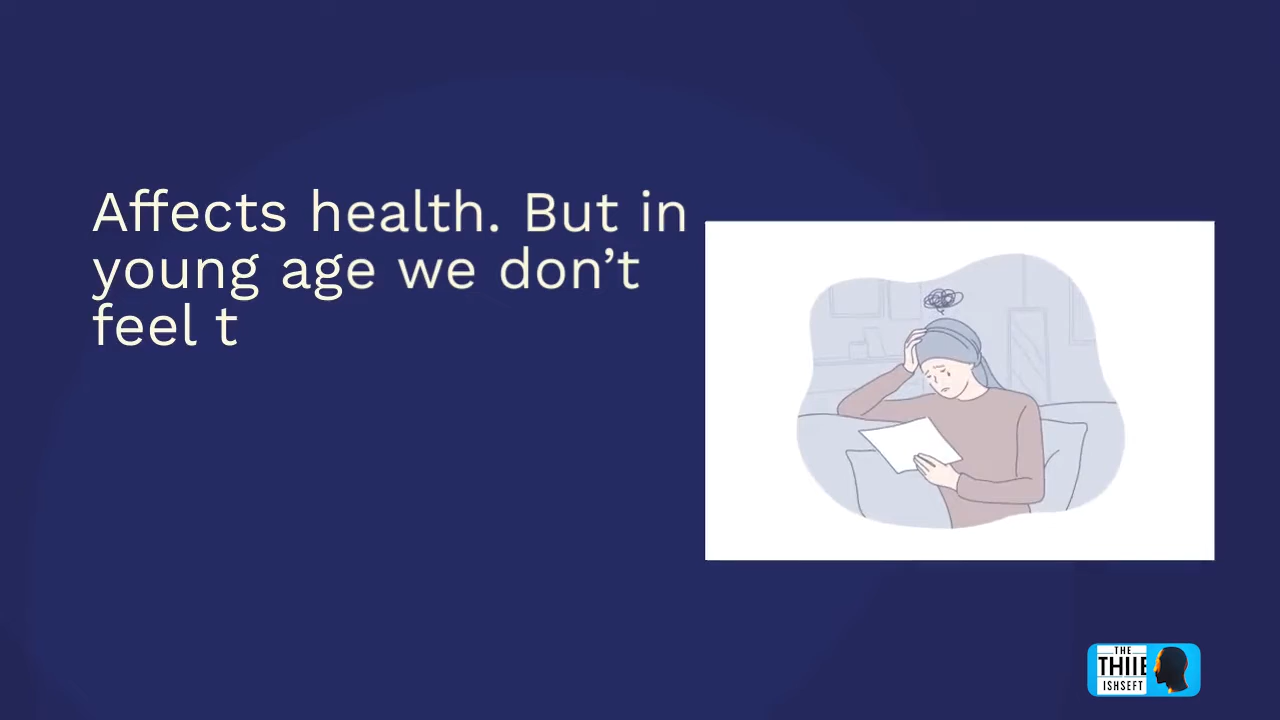 Affects health. But in
young age we don’t
feel t
THE
THIIE
ISHSEFT